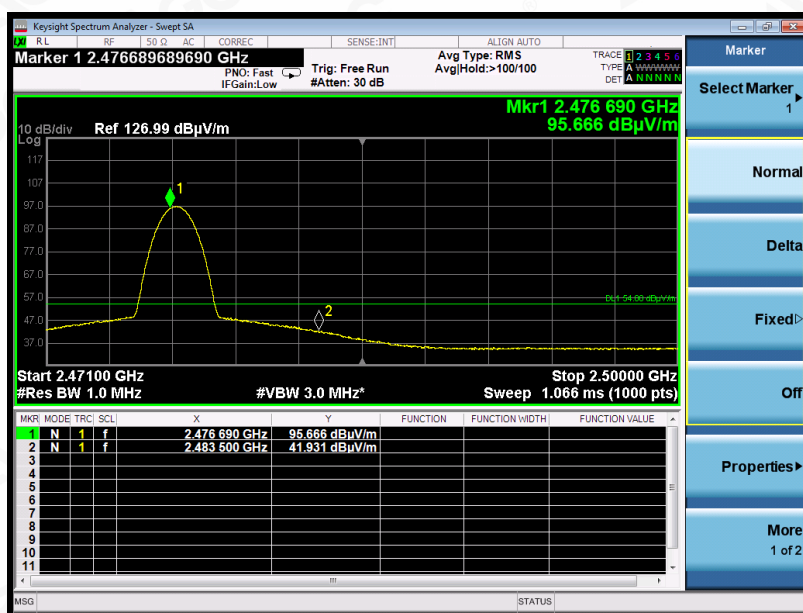 Keysight Spectrum Analyzer - Swept SA
LXI RL RF 50 Ω AC CORREC SENSE:INT ALIGN AUTO
Marker 1 2.476689689690 GHz
PNO: Fast
IFGain:Low
Trig: Free Run
#Atten: 30 dB
Avg Type: RMS
Avg|Hold:>100/100
TRACE 1 2 3 4 5 6
TYPE A WWWWW
DET A N N N N N
Mkr1 2.476 690 GHz
95.666 dBµV/m
10 dB/div Ref 126.99 dBµV/m
Log
117
107
97.0
87.0
77.0
67.0
57.0
47.0
37.0
1
2
DL1 54.00 dBµV/m
Start 2.47100 GHz Stop 2.50000 GHz
#Res BW 1.0 MHz #VBW 3.0 MHz* Sweep 1.066 ms (1000 pts)
MKR MODE TRC SCL X Y FUNCTION FUNCTION WIDTH FUNCTION VALUE
1 N 1 f 2.476 690 GHz 95.666 dBµV/m
2 N 1 f 2.483 500 GHz 41.931 dBµV/m
3
4
5
6
7
8
9
10
11
MSG STATUS
Marker
Select Marker
1
Normal
Delta
Fixed
Off
Properties
More
1 of 2